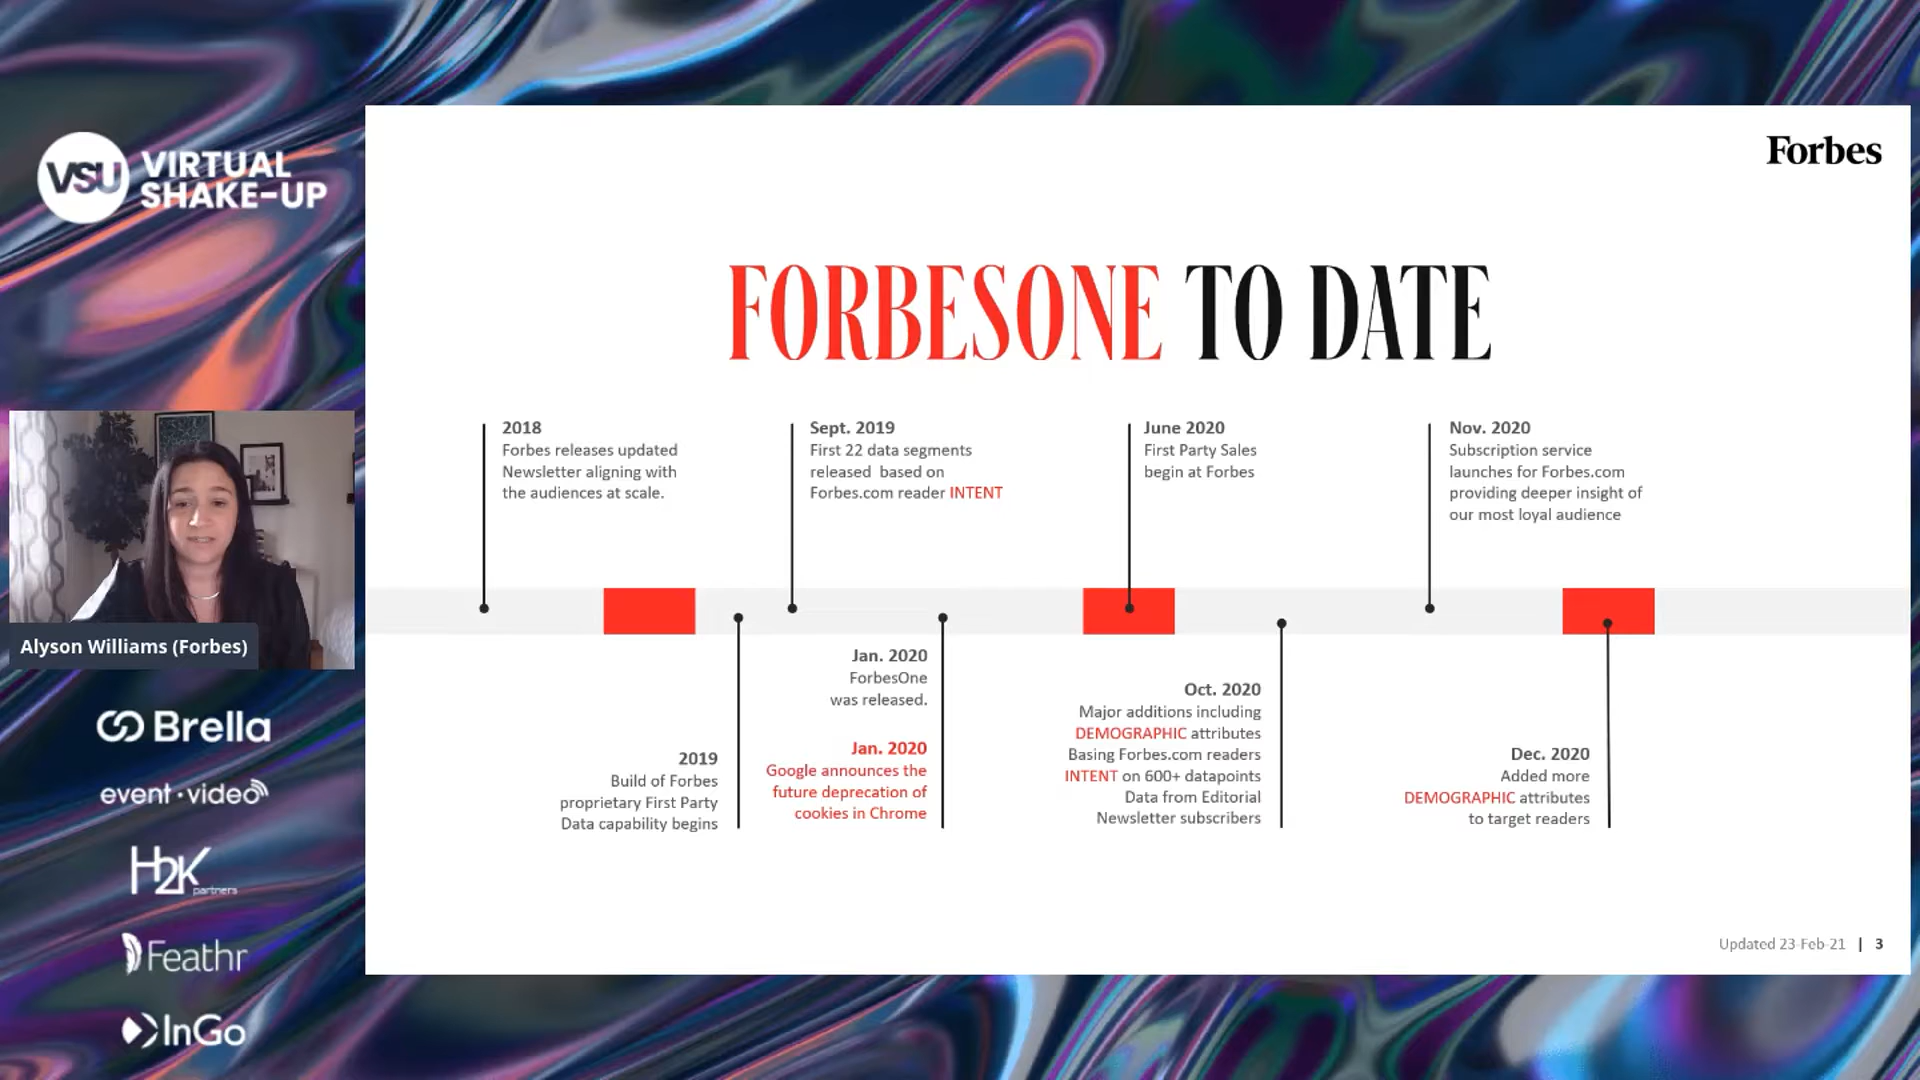 VSU VIRTUAL
SHAKE-UP
Forbes
FORBESONE TO DATE
2018
Forbes releases updated
Newsletter aligning with
the audiences at scale.
Sept. 2019
First 22 data segments
released based on
Forbes.com reader INTENT
June 2020
First Party Sales
begin at Forbes
Nov. 2020
Subscription service
launches for Forbes.com
providing deeper insight of
our most loyal audience
2019
Build of Forbes
proprietary First Party
Data capability begins
Jan. 2020
ForbesOne
was released.
Jan. 2020
Google announces the
future deprecation of
cookies in Chrome
Oct. 2020
Major additions including
DEMOGRAPHIC attributes
Basing Forbes.com readers
INTENT on 600+ datapoints
Data from Editorial
Newsletter subscribers
Dec. 2020
Added more
DEMOGRAPHIC attributes
to target readers
Updated 23-Feb-21 | 3
Alyson Williams (Forbes)
Brella
event·video
H2K
partners
Feathr
InGo